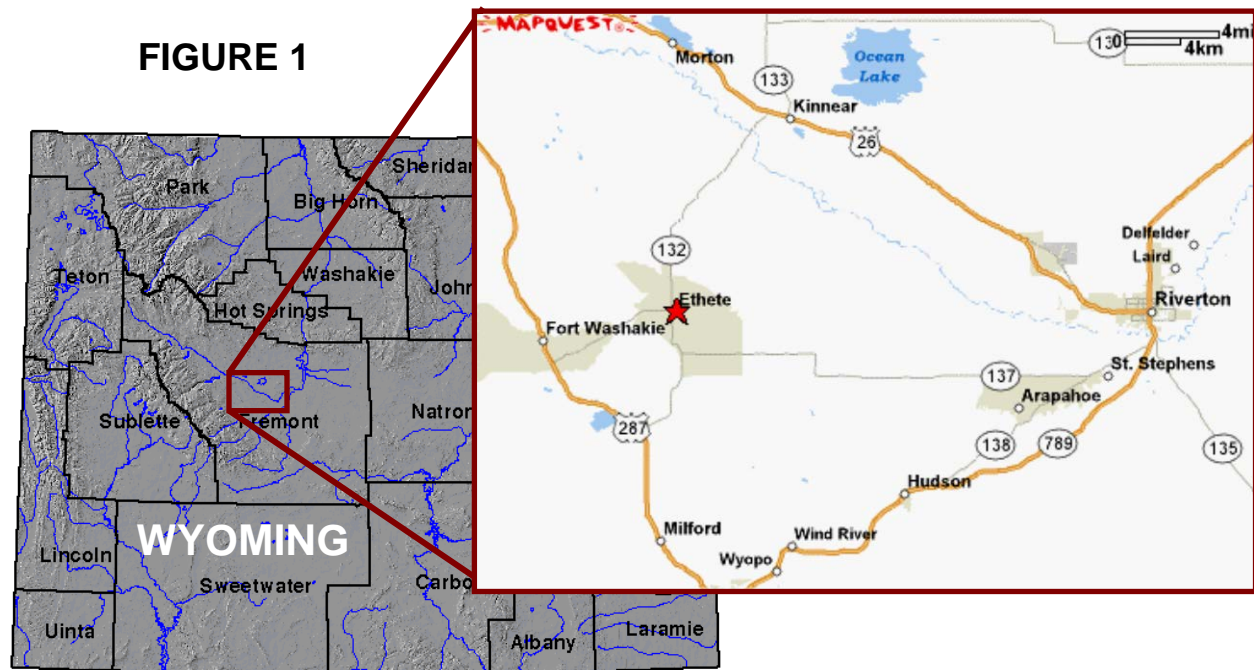 FIGURE 1
MAPQUEST
Morton
133
Kinnear
Ocean
Lake
130
0
4mi
4km
26
132
Ethete
Fort Washakie
Delfelder
Laird
Riverton
St. Stephens
137
Arapahoe
287
138
789
135
Hudson
Milford
Wind River
Wyopo
Sheridan
Park
Big Horn
Teton
Washakie
John
Hot Springs
Sublette
Fremont
Natron
WYOMING
Lincoln
Sweetwater
Carbo
Uinta
Albany
Laramie